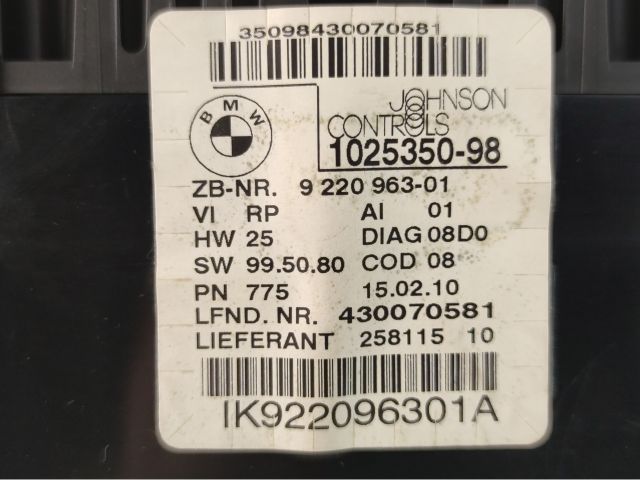 35098430070581
BMW
JOHNSON
CONTROLS
1025350-98
ZB-NR. 9 220 963-01
VI RP AI 01
HW 25 DIAG 08D0
SW 99.50.80 COD 08
PN 775 15.02.10
LFND. NR. 430070581
LIEFERANT 258115 10
IK922096301A